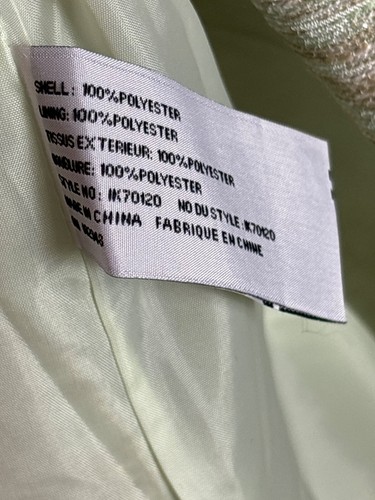 SHELL: 100%POLYESTER
LINING: 100%POLYESTER
TISSUS EXTERIEUR: 100%POLYESTER
100%POLYESTER
STYLE NO: IK70120 NO DU STYLE:IK70120
MADE IN CHINA FABRIQUE EN CHINE